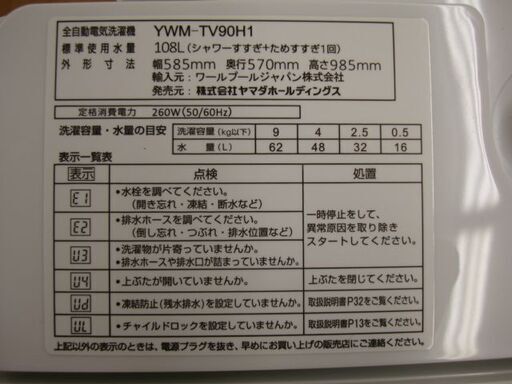 全自動電気洗濯機 YWM-TV90H1
標準使用水量 108L(シャワーすすぎ+ためすすぎ1回)
外形寸法 幅585mm 奥行570mm 高さ985mm
輸入元：ワールプールジャパン株式会社
発売元：株式会社ヤマダホールディングス
定格消費電力 260W(50/60Hz)
洗濯容量・水量の目安 洗濯容量(kg以下) 9 4 2.5 0.5
水量(L) 62 48 32 16
表示一覧表
表示 点検 処置
E1 •水栓を調べてください。
(開き忘れ・凍結・断水など)
E2 •排水ホースを調べてください。
(倒し忘れ・つぶれ・排水位置など)
U3 •洗濯物が片寄っていませんか。
•排水ホースや排水口が詰まっていませんか。
一時停止をして、
異常原因を取り除き
スタートしてください。
U4 •上ぶたが開いていませんか。 上ぶたを閉じてください。
Ud •凍結防止(残水排水)を設定していませんか。 取扱説明書P32をご覧ください。
UL •チャイルドロックを設定していませんか。 取扱説明書P13をご覧ください。
上記以外の表示のときは、電源プラグを抜き、早めにお買い上げの販売店にご連絡ください。